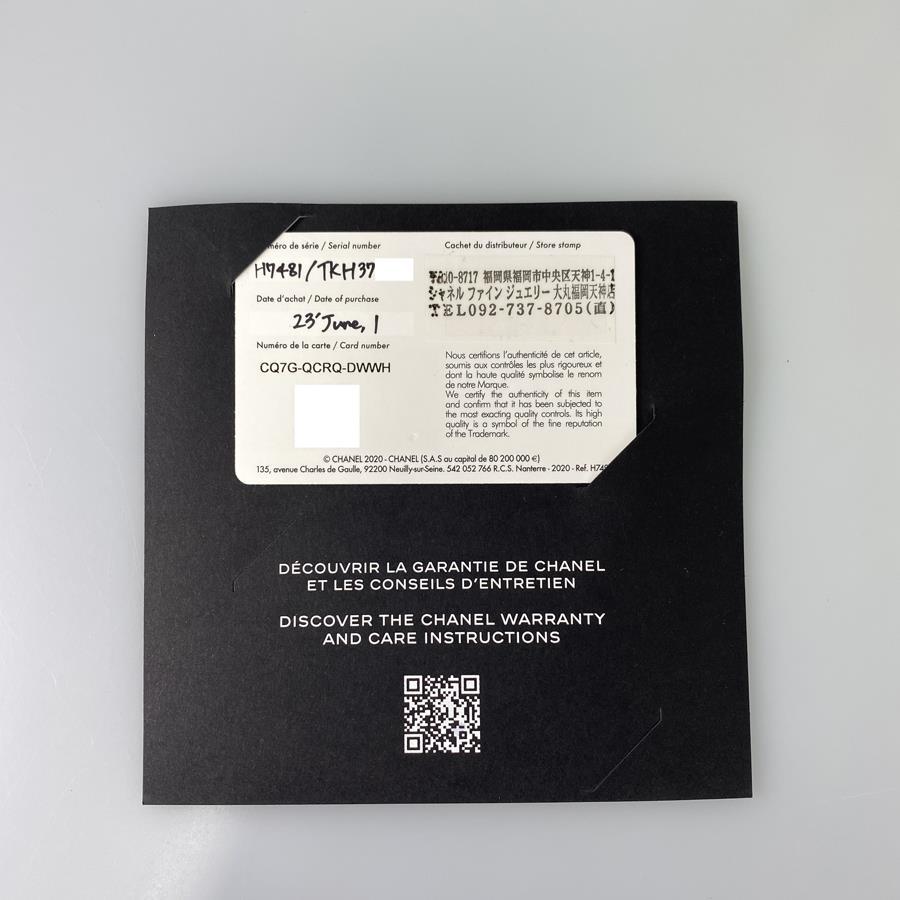 méro de série / Serial number
H7481/TKH37
Date d'achat / Date of purchase
23' June, 1
Numéro de la carte / Card number
CQ7G-QCRQ-DWWH
Cachet du distributeur / Store stamp
〒810-8717 福岡県福岡市中央区天神1-4-1
シャネル ファイン ジュエリー 大丸福岡天神店
TEL092-737-8705(直)
Nous certifions l'authenticité de cet article,
soumis aux contrôles les plus rigoureux et
dont la haute qualité symbolise le renom
de notre Marque.
We certify the authenticity of this item
and confirm that it has been subjected to
the most exacting quality controls. Its high
quality is a symbol of the fine reputation
of the Trademark.
© CHANEL 2020 - CHANEL (S.A.S au capital de 80 200 000 €)
135, avenue Charles de Gaulle, 92200 Neuilly-sur-Seine. 542 052 766 R.C.S. Nanterre - 2020 - Ref. H748
DÉCOUVRIR LA GARANTIE DE CHANEL
ET LES CONSEILS D'ENTRETIEN
DISCOVER THE CHANEL WARRANTY
AND CARE INSTRUCTIONS